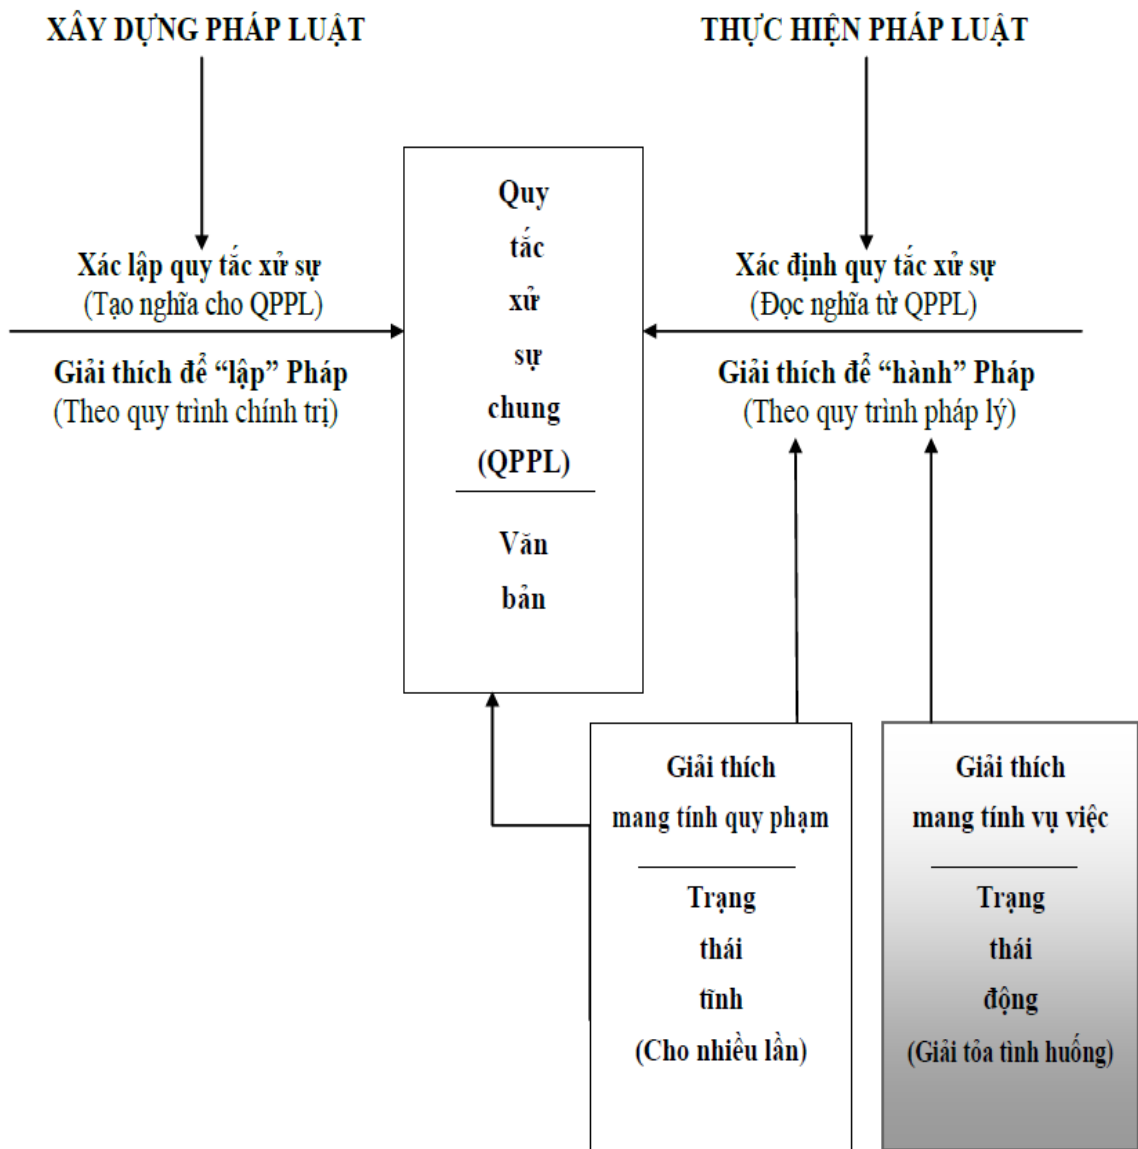 XÂY DỰNG PHÁP LUẬT
THỰC HIỆN PHÁP LUẬT
Xác lập quy tắc xử sự
(Tạo nghĩa cho QPPL)
Giải thích để “lập” Pháp
(Theo quy trình chính trị)
Quy
tắc
xử
sự
chung
(QPPL)
Văn
bản
Xác định quy tắc xử sự
(Đọc nghĩa từ QPPL)
Giải thích để “hành” Pháp
(Theo quy trình pháp lý)
Giải thích
mang tính quy phạm
Trạng
thái
tĩnh
(Cho nhiều lần)
Giải thích
mang tính vụ việc
Trạng
thái
động
(Giải tỏa tình huống)